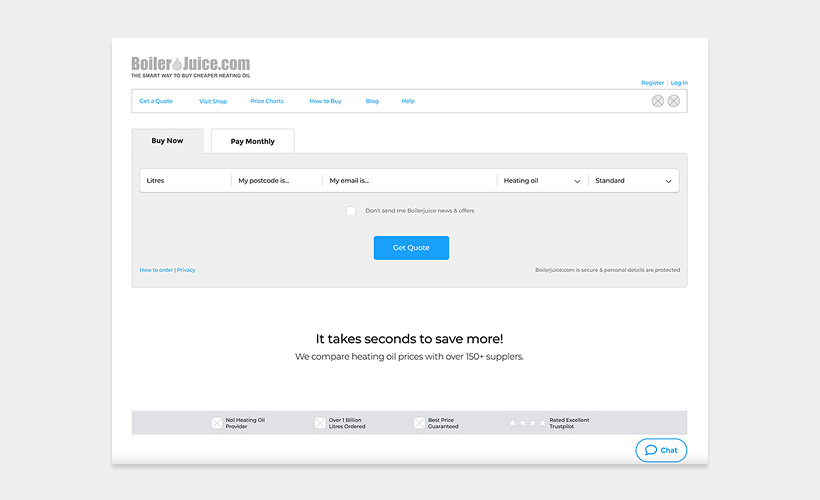 Boiler Juice.com
THE SMART WAY TO BUY CHEAPER HEATING OIL
Register | Log In
Get a Quote Visit Shop Price Charts How to Buy Blog Help
Buy Now Pay Monthly
Litres My postcode is... My email is... Heating oil Standard
Don't send me Boilerjuice news & offers
Get Quote
How to order | Privacy Boilerjuice.com is secure & personal details are protected
It takes seconds to save more!
We compare heating oil prices with over 150+ supplers.
No1 Heating Oil
Provider
Over 1 Billion
Litres Ordered
Best Price
Guaranteed
Rated Excellent
Trustpilot
Chat